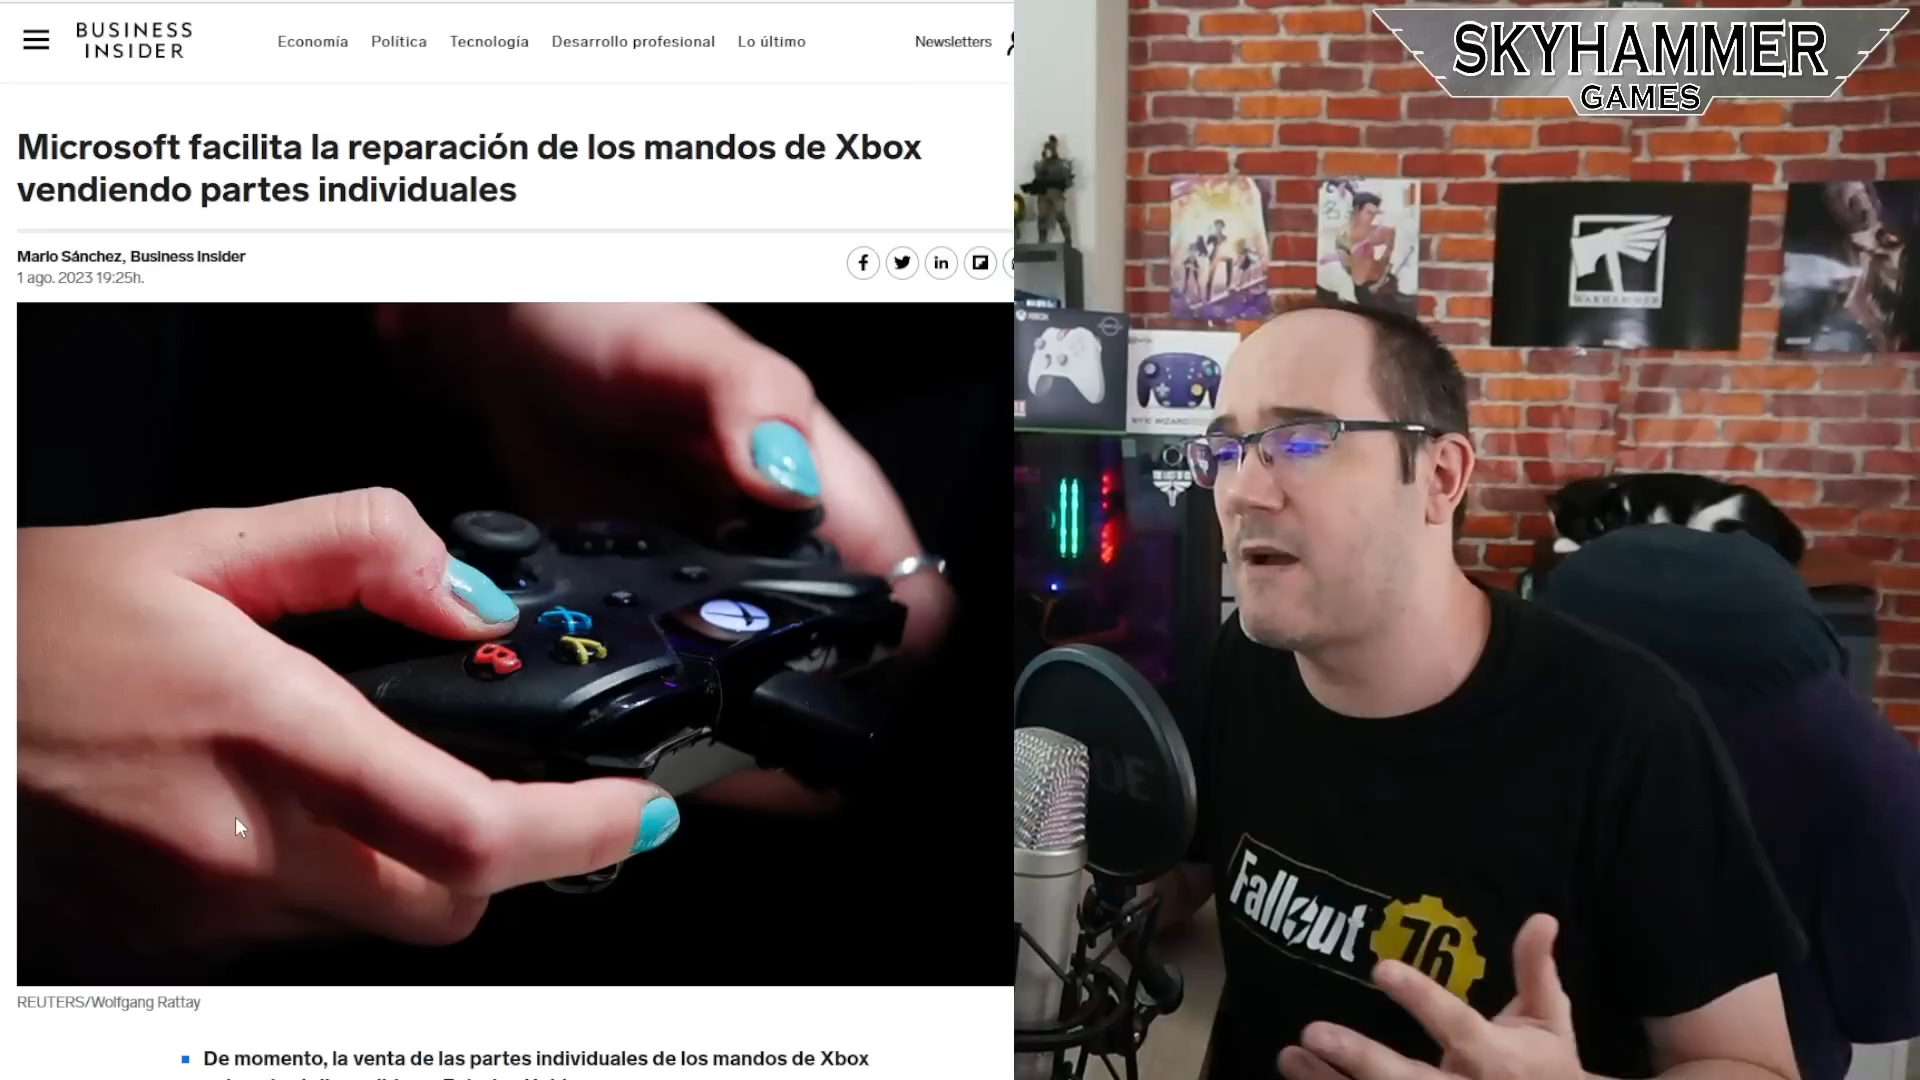 BUSINESS
INSIDER
Economía Política Tecnología Desarrollo profesional Lo último
Newsletters
Microsoft facilita la reparación de los mandos de Xbox
vendiendo partes individuales
Mario Sánchez, Business Insider
1 ago. 2023 19:25h.
REUTERS/Wolfgang Rattay
De momento, la venta de las partes individuales de los mandos de Xbox
SKYHAMMER
GAMES
WARHAMMER
XBOX
Fallout 76